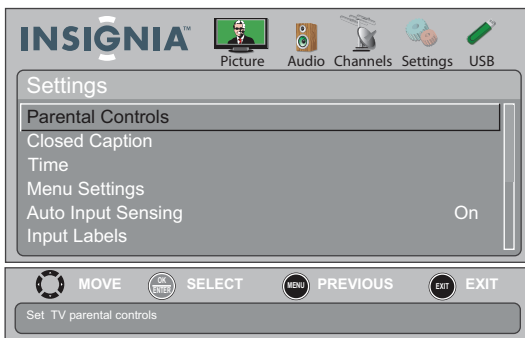 INSIGNIA™
Picture Audio Channels Settings USB
Settings
Parental Controls
Closed Caption
Time
Menu Settings
Auto Input Sensing On
Input Labels
MOVE OK ENTER SELECT MENU PREVIOUS EXIT EXIT
Set TV parental controls